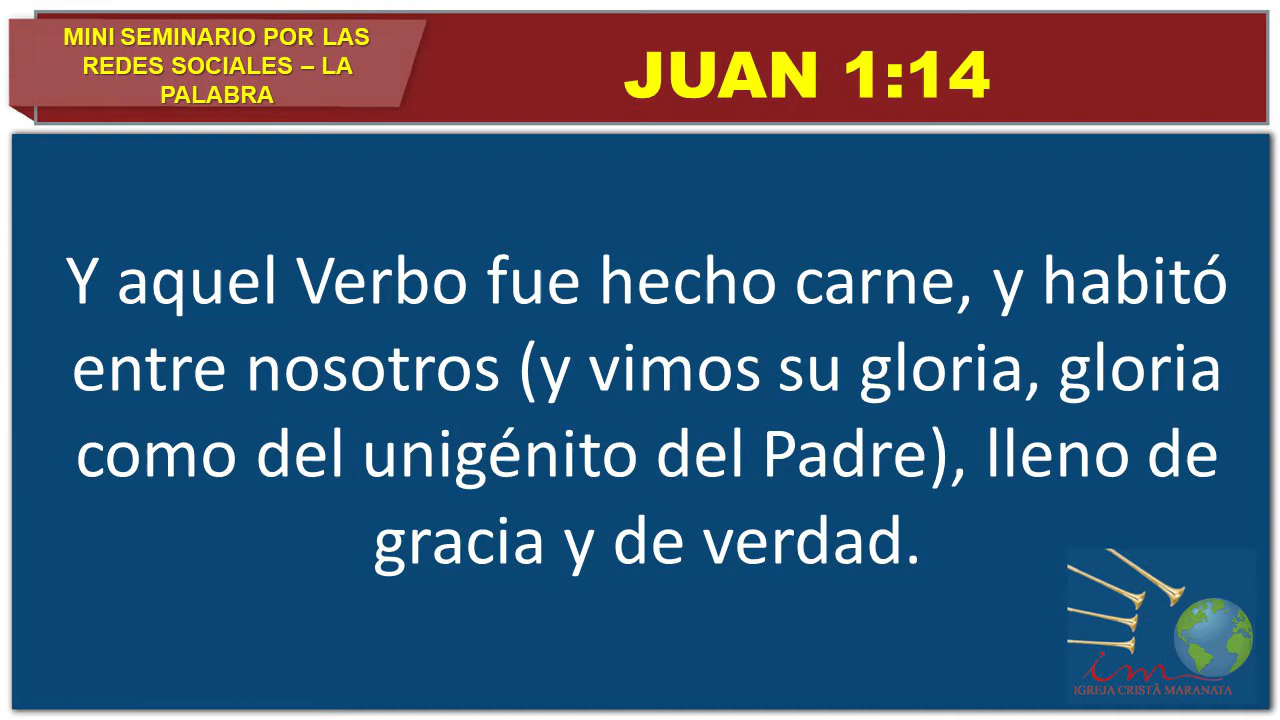 MINI SEMINARIO POR LAS
REDES SOCIALES – LA
PALABRA
JUAN 1:14
Y aquel Verbo fue hecho carne, y habitó
entre nosotros (y vimos su gloria, gloria
como del unigénito del Padre), lleno de
gracia y de verdad.
im
IGREJA CRISTÃ MARANATA